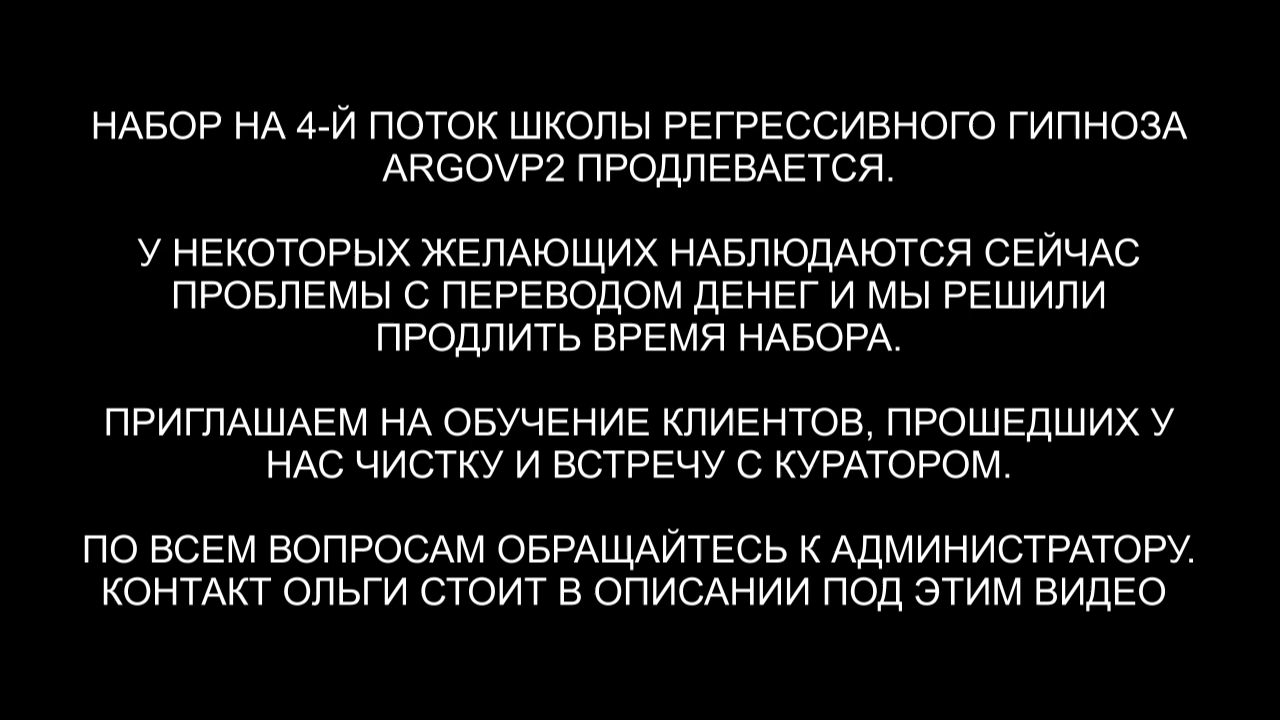 НАБОР НА 4-Й ПОТОК ШКОЛЫ РЕГРЕССИВНОГО ГИПНОЗА
ARGOVP2 ПРОДЛЕВАЕТСЯ.
У НЕКОТОРЫХ ЖЕЛАЮЩИХ НАБЛЮДАЮТСЯ СЕЙЧАС
ПРОБЛЕМЫ С ПЕРЕВОДОМ ДЕНЕГ И МЫ РЕШИЛИ
ПРОДЛИТЬ ВРЕМЯ НАБОРА.
ПРИГЛАШАЕМ НА ОБУЧЕНИЕ КЛИЕНТОВ, ПРОШЕДШИХ У
НАС ЧИСТКУ И ВСТРЕЧУ С КУРАТОРОМ.
ПО ВСЕМ ВОПРОСАМ ОБРАЩАЙТЕСЬ К АДМИНИСТРАТОРУ.
КОНТАКТ ОЛЬГИ СТОИТ В ОПИСАНИИ ПОД ЭТИМ ВИДЕО